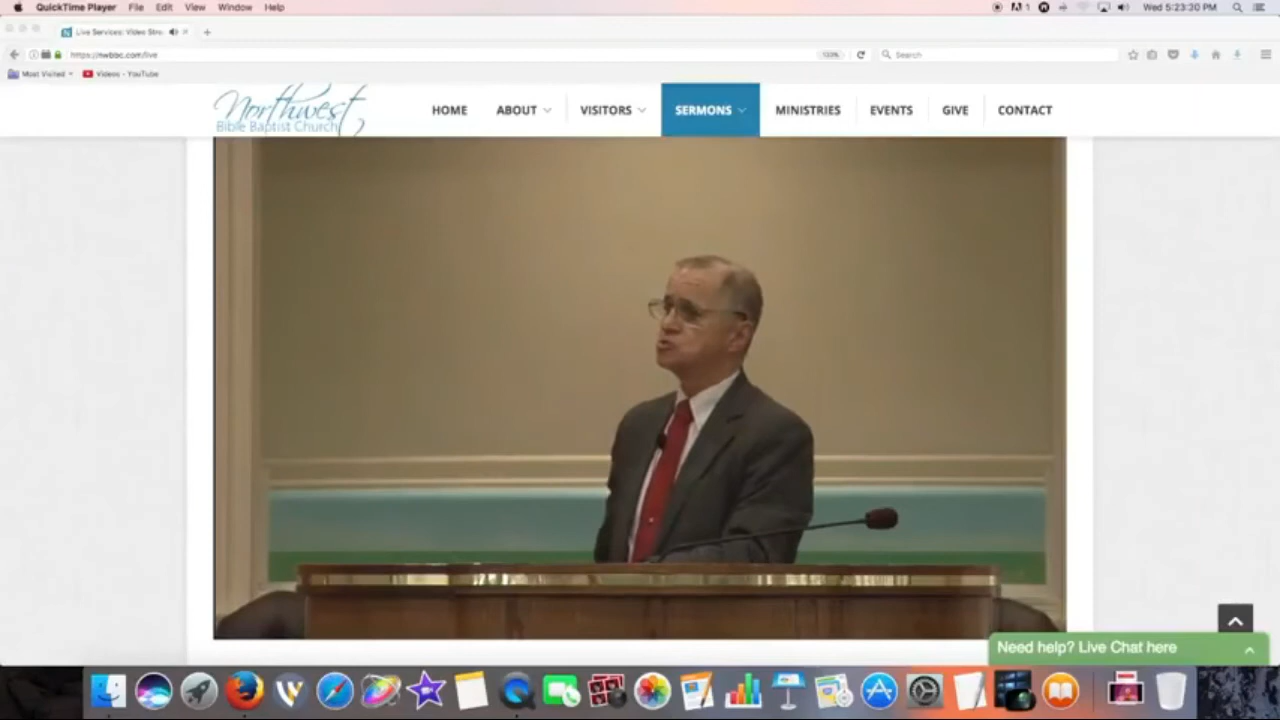 QuickTime Player File Edit View Window Help
1 Wed 5:23:30 PM
Live Services: Video Stre
https://nwbbc.com/live 120% Search
Most Visited Videos - YouTube
Northwest
Bible Baptist Church
HOME ABOUT VISITORS SERMONS MINISTRIES EVENTS GIVE CONTACT
Need help? Live Chat here